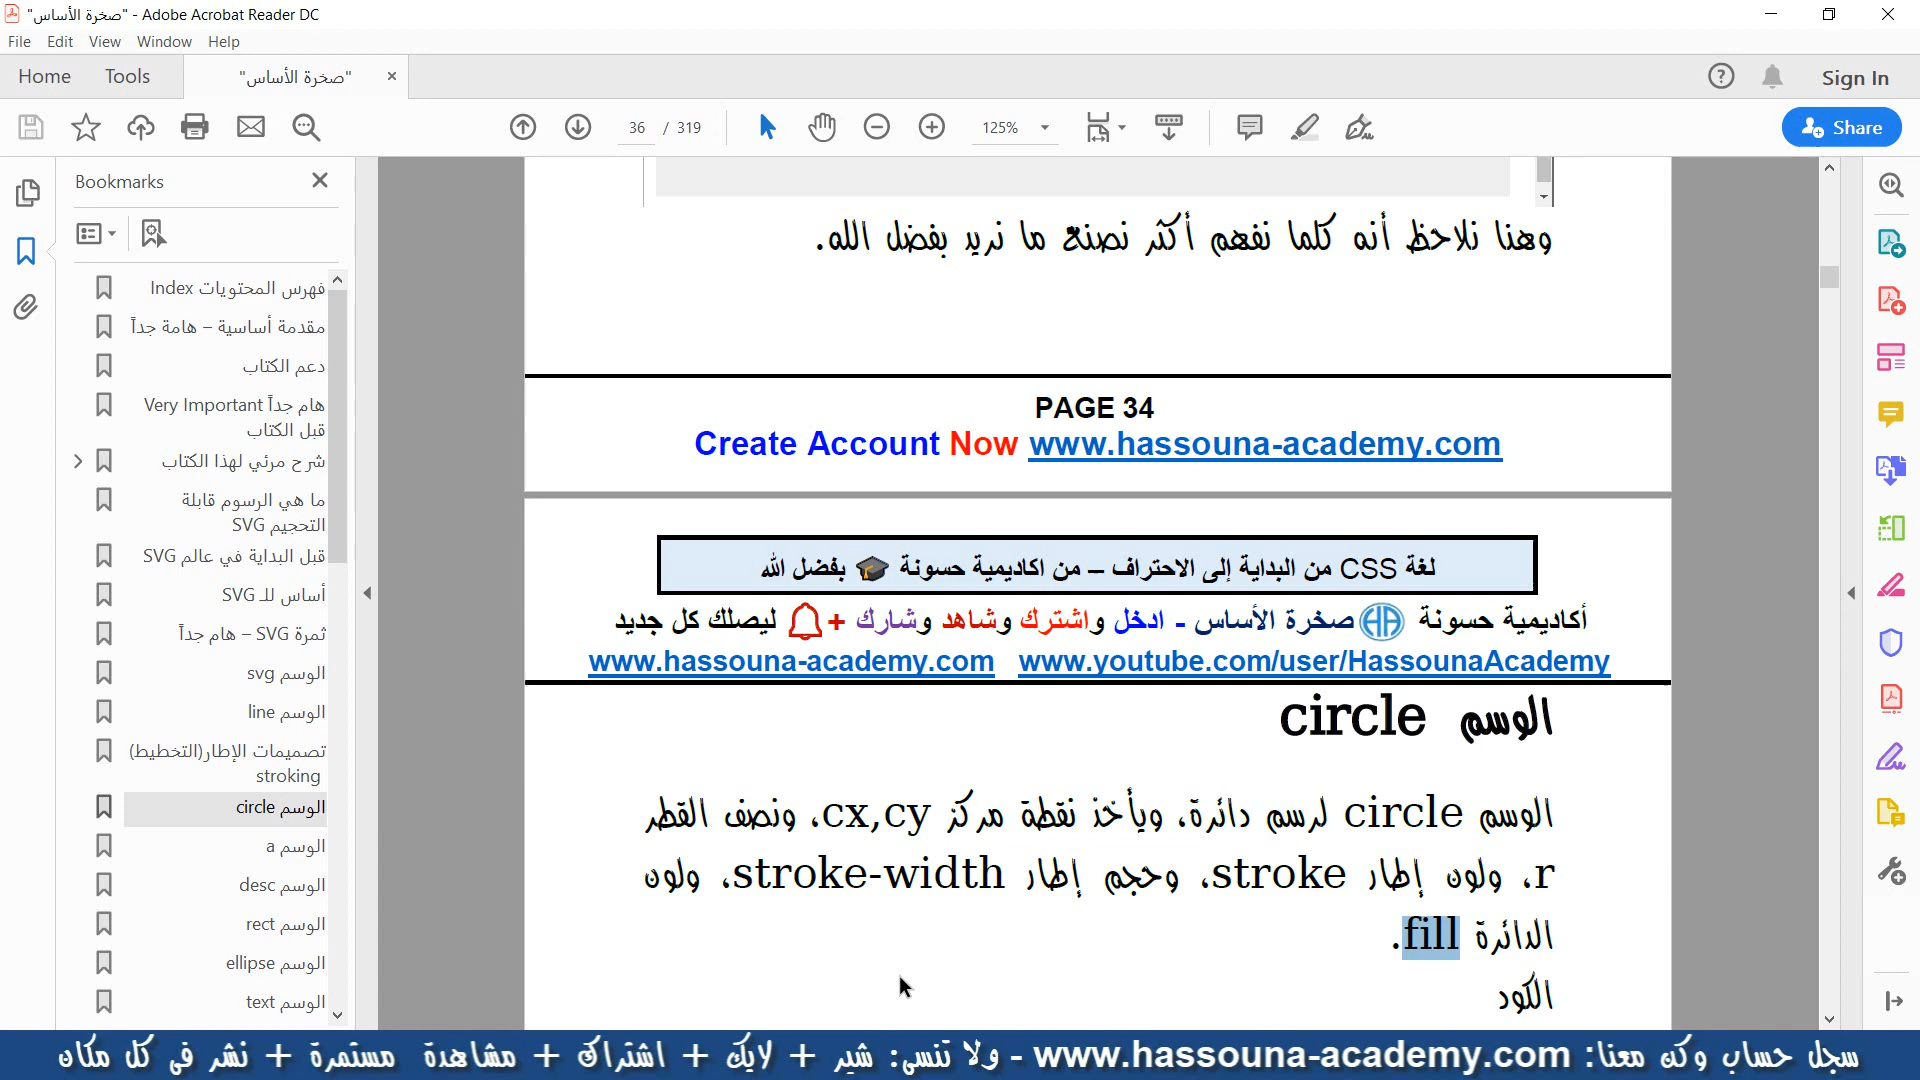 "صخرة الأساس" - Adobe Acrobat Reader DC
File Edit View Window Help
Home Tools "صخرة الأساس" Sign In
36 / 319 125% Share
Bookmarks
فهرس المحتويات Index
مقدمة أساسية – هامة جداً
دعم الكتاب
هام جداً Very Important
قبل الكتاب
شرح مرئي لهذا الكتاب
ما هي الرسوم قابلة
التحجيم SVG
قبل البداية في عالم SVG
أساس للـ SVG
ثمرة SVG – هام جداً
الوسم svg
الوسم line
تصميمات الإطار(التخطيط)
stroking
الوسم circle
الوسم a
الوسم desc
الوسم rect
الوسم ellipse
الوسم text
وهنا نلاحظ أنه كلما نفهم أكثر نصنع ما نريد بفضل الله.
PAGE 34
Create Account Now www.hassouna-academy.com
لغة CSS من البداية إلى الاحتراف – من اكاديمية حسونة 🎓 بفضل الله
أكاديمية حسونة HA صخرة الأساس - ادخل واشترك وشاهد وشارك + ليصلك كل جديد
www.hassouna-academy.com www.youtube.com/user/HassounaAcademy
الوسم circle
الوسم circle لرسم دائرة، ويأخذ نقطة مركز cx,cy، ونصف القطر
r، ولون إطار stroke، وحجم إطار stroke-width، ولون
الدائرة fill.
الكود
سجل حساب وكن معنا: www.hassouna-academy.com - ولا تنسى: شير + لايك + اشتراك + مشاهدة مستمرة + نشر في كل مكان